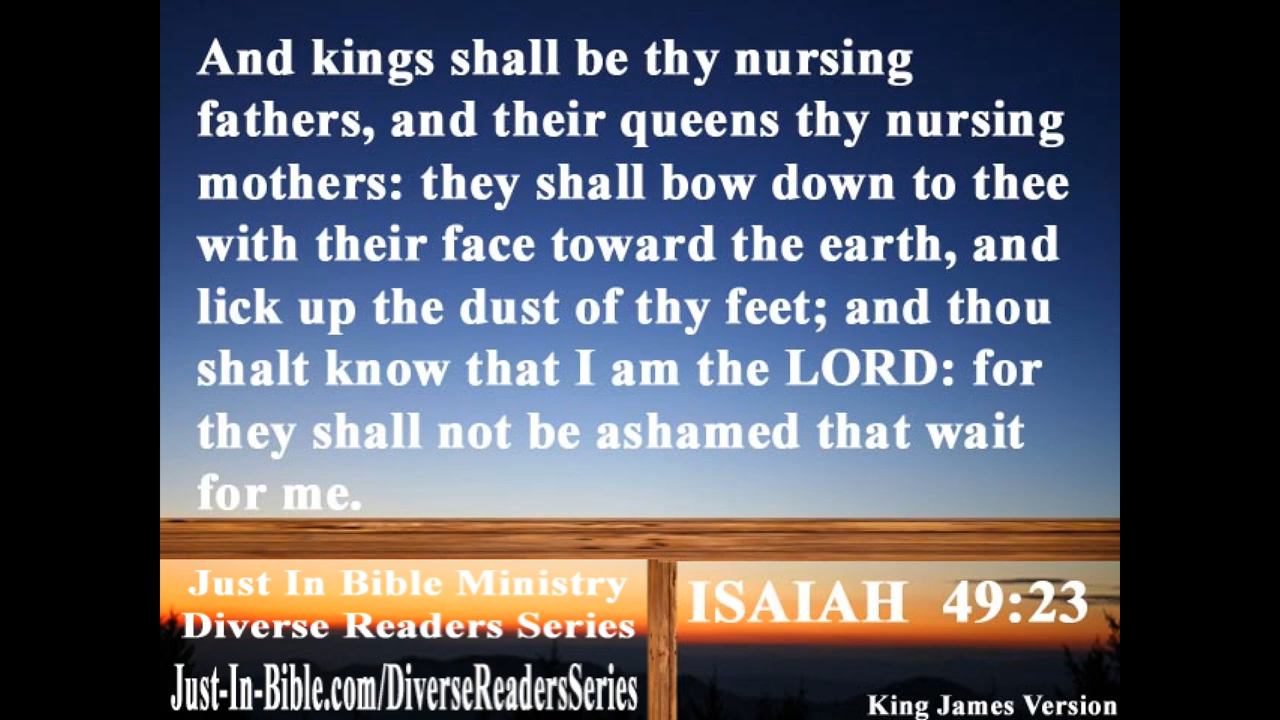 And kings shall be thy nursing
fathers, and their queens thy nursing
mothers: they shall bow down to thee
with their face toward the earth, and
lick up the dust of thy feet; and thou
shalt know that I am the LORD: for
they shall not be ashamed that wait
for me.
Just In Bible Ministry
Diverse Readers Series
Just-In-Bible.com/DiverseReadersSeries
ISAIAH 49:23
King James Version